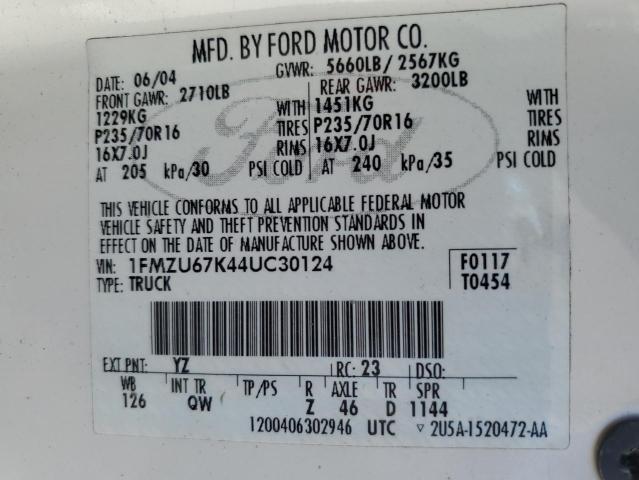 MFD. BY FORD MOTOR CO.
DATE: 06/04 GVWR: 5660LB/ 2567KG
FRONT GAWR: 2710LB REAR GAWR: 3200LB
1229KG WITH 1451KG WITH
P235/70R16 TIRES P235/70R16 TIRES
16X7.0J RIMS 16X7.0J RIMS
AT 205 kPa/30 PSI COLD AT 240 kPa/35 PSI COLD
THIS VEHICLE CONFORMS TO ALL APPLICABLE FEDERAL MOTOR
VEHICLE SAFETY AND THEFT PREVENTION STANDARDS IN
EFFECT ON THE DATE OF MANUFACTURE SHOWN ABOVE.
VIN: 1FMZU67K44UC30124 F0117
TYPE: TRUCK T0454
EXT PNT: YZ RC: 23 DSO:
WB INT TR TP/PS R AXLE TR SPR
126 QW Z 46 D 1144
1200406302946 UTC ▽ 2U5A-1520472-AA
Ford